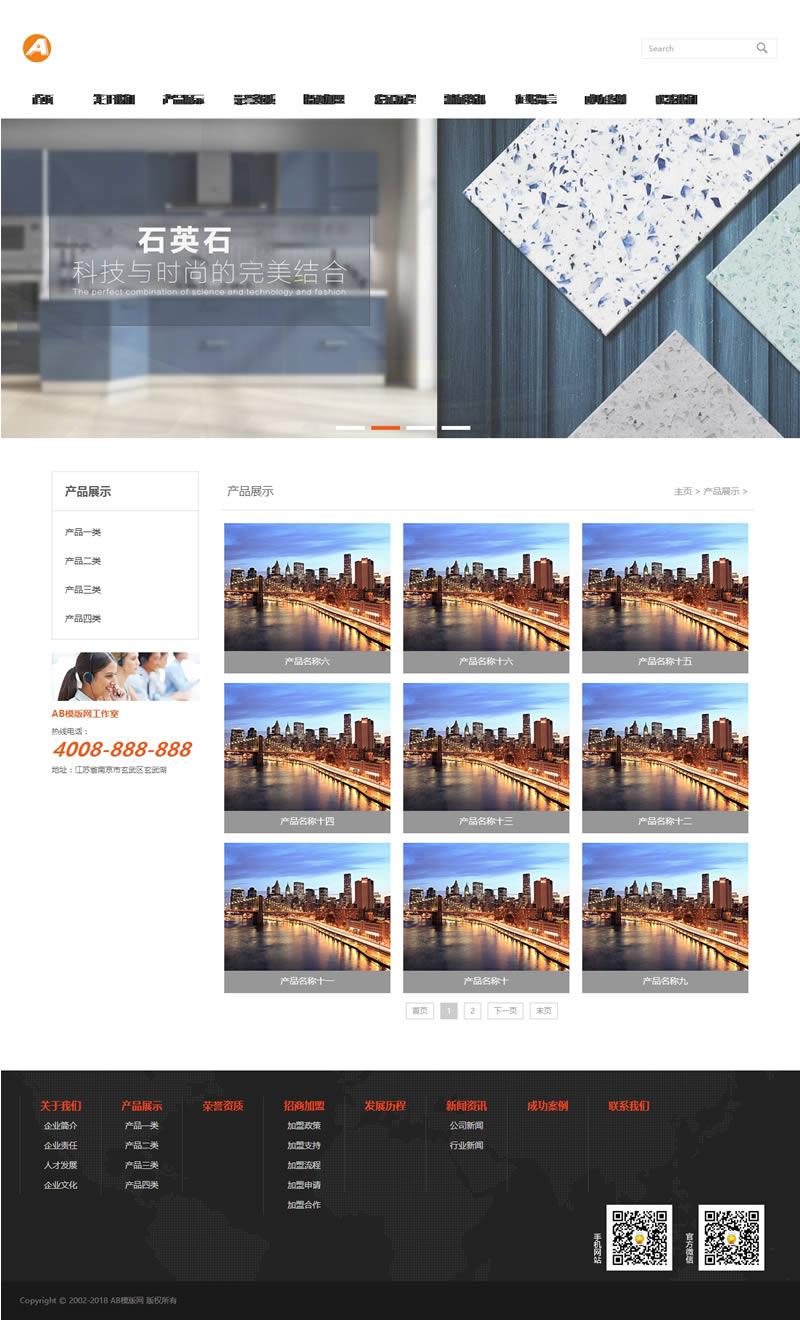 Search
石英石
科技与时尚的完美结合
The perfect combination of science and technology and fashion
产品展示
产品一类
产品二类
产品三类
产品四类
AB模版网工作室
热线电话：
4008-888-888
地址：江苏省南京市玄武区玄武湖
产品展示
主页 > 产品展示 >
产品名称六
产品名称十六
产品名称十五
产品名称十四
产品名称十三
产品名称十二
产品名称十一
产品名称十
产品名称九
首页 1 2 下一页 末页
关于我们
企业简介
企业责任
人才发展
企业文化
产品展示
产品一类
产品二类
产品三类
产品四类
荣誉资质
招商加盟
加盟政策
加盟支持
加盟流程
加盟申请
加盟合作
发展历程
新闻资讯
公司新闻
行业新闻
成功案例
联系我们
手机网站
官方微信
Copyright © 2002-2018 AB模版网 版权所有